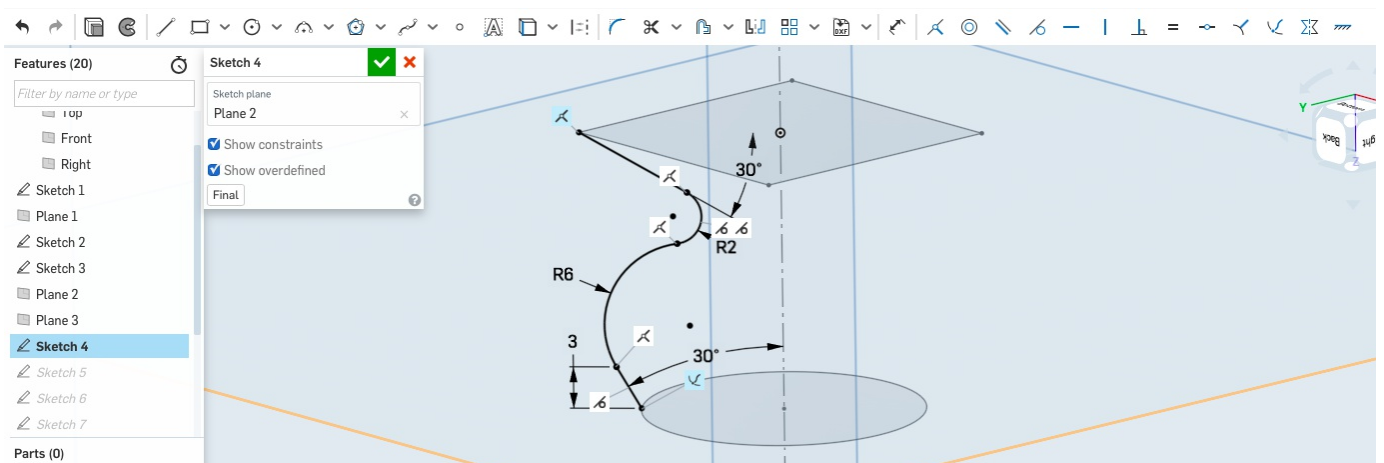 DXF
Features (20)
Filter by name or type
Top
Front
Right
Sketch 1
Plane 1
Sketch 2
Sketch 3
Plane 2
Plane 3
Sketch 4
Sketch 5
Sketch 6
Sketch 7
Parts (0)
Sketch 4
Sketch plane
Plane 2
Show constraints
Show overdefined
Final
30°
R2
R6
3
30°
Y
Back
Z